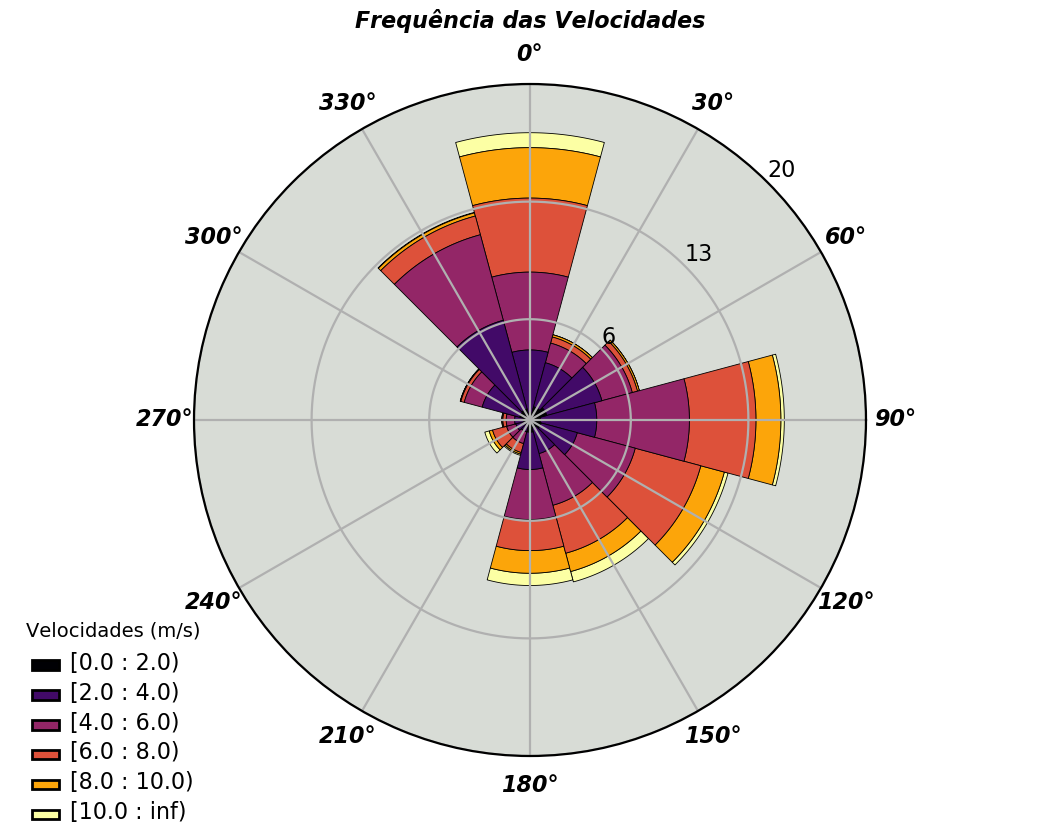 Frequência das Velocidades
0°
330°
30°
20
300°
60°
13
6
270°
90°
240°
120°
210°
150°
180°
Velocidades (m/s)
[0.0 : 2.0)
[2.0 : 4.0)
[4.0 : 6.0)
[6.0 : 8.0)
[8.0 : 10.0)
[10.0 : inf)